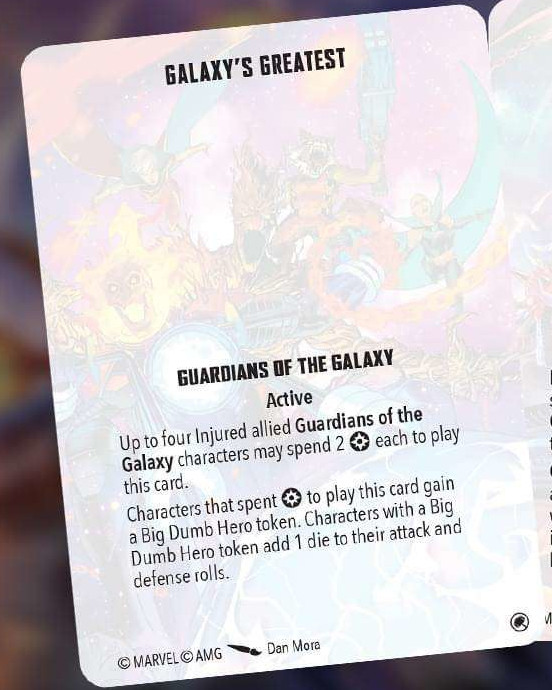 GALAXY'S GREATEST
GUARDIANS OF THE GALAXY
Active
Up to four Injured allied Guardians of the
Galaxy characters may spend 2 each to play
this card.
Characters that spent to play this card gain
a Big Dumb Hero token. Characters with a Big
Dumb Hero token add 1 die to their attack and
defense rolls.
© MARVEL © AMG Dan Mora